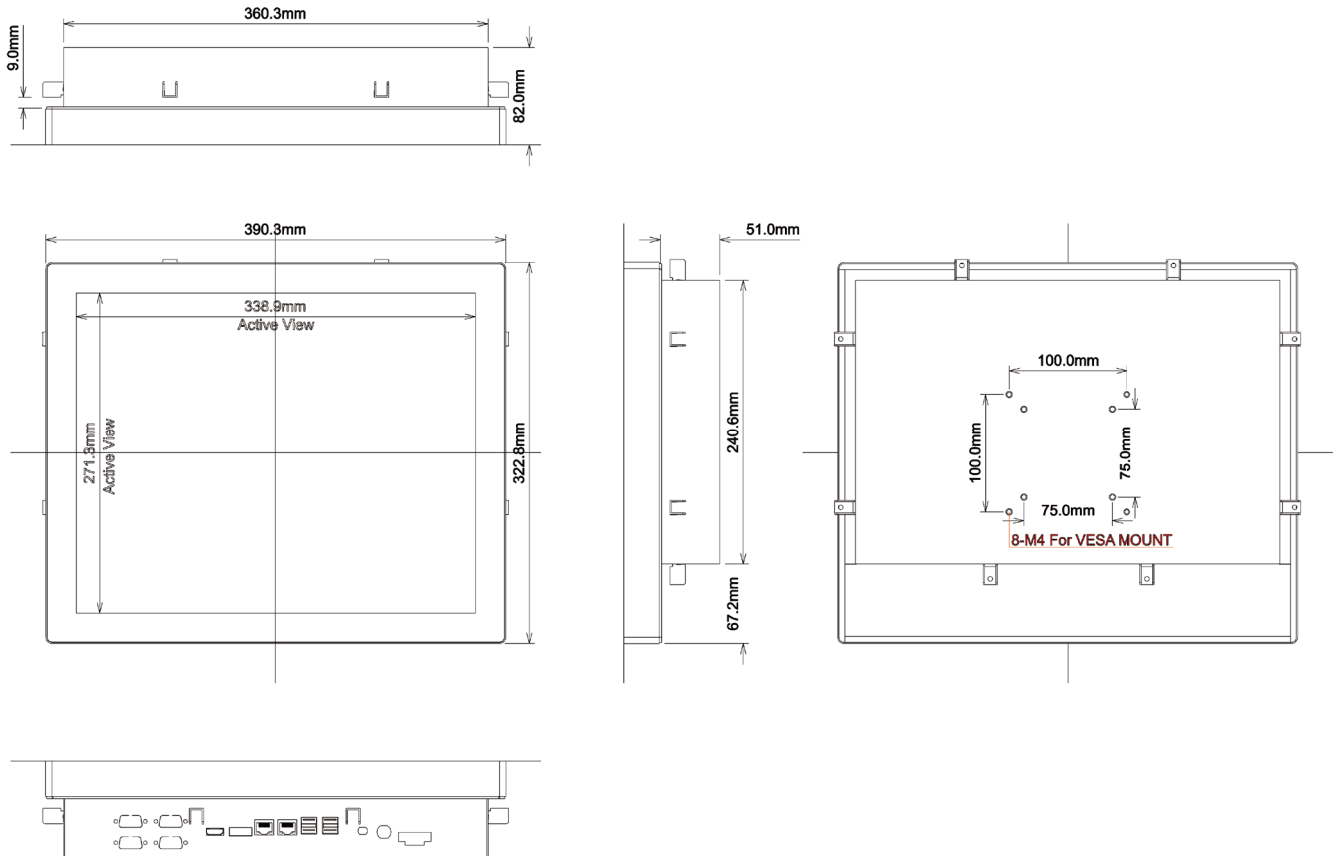 360.3mm
9.0mm
82.0mm
390.3mm
51.0mm
338.9mm
Active View
271.3mm
Active View
322.8mm
240.6mm
67.2mm
100.0mm
100.0mm
75.0mm
75.0mm
8-M4 For VESA MOUNT